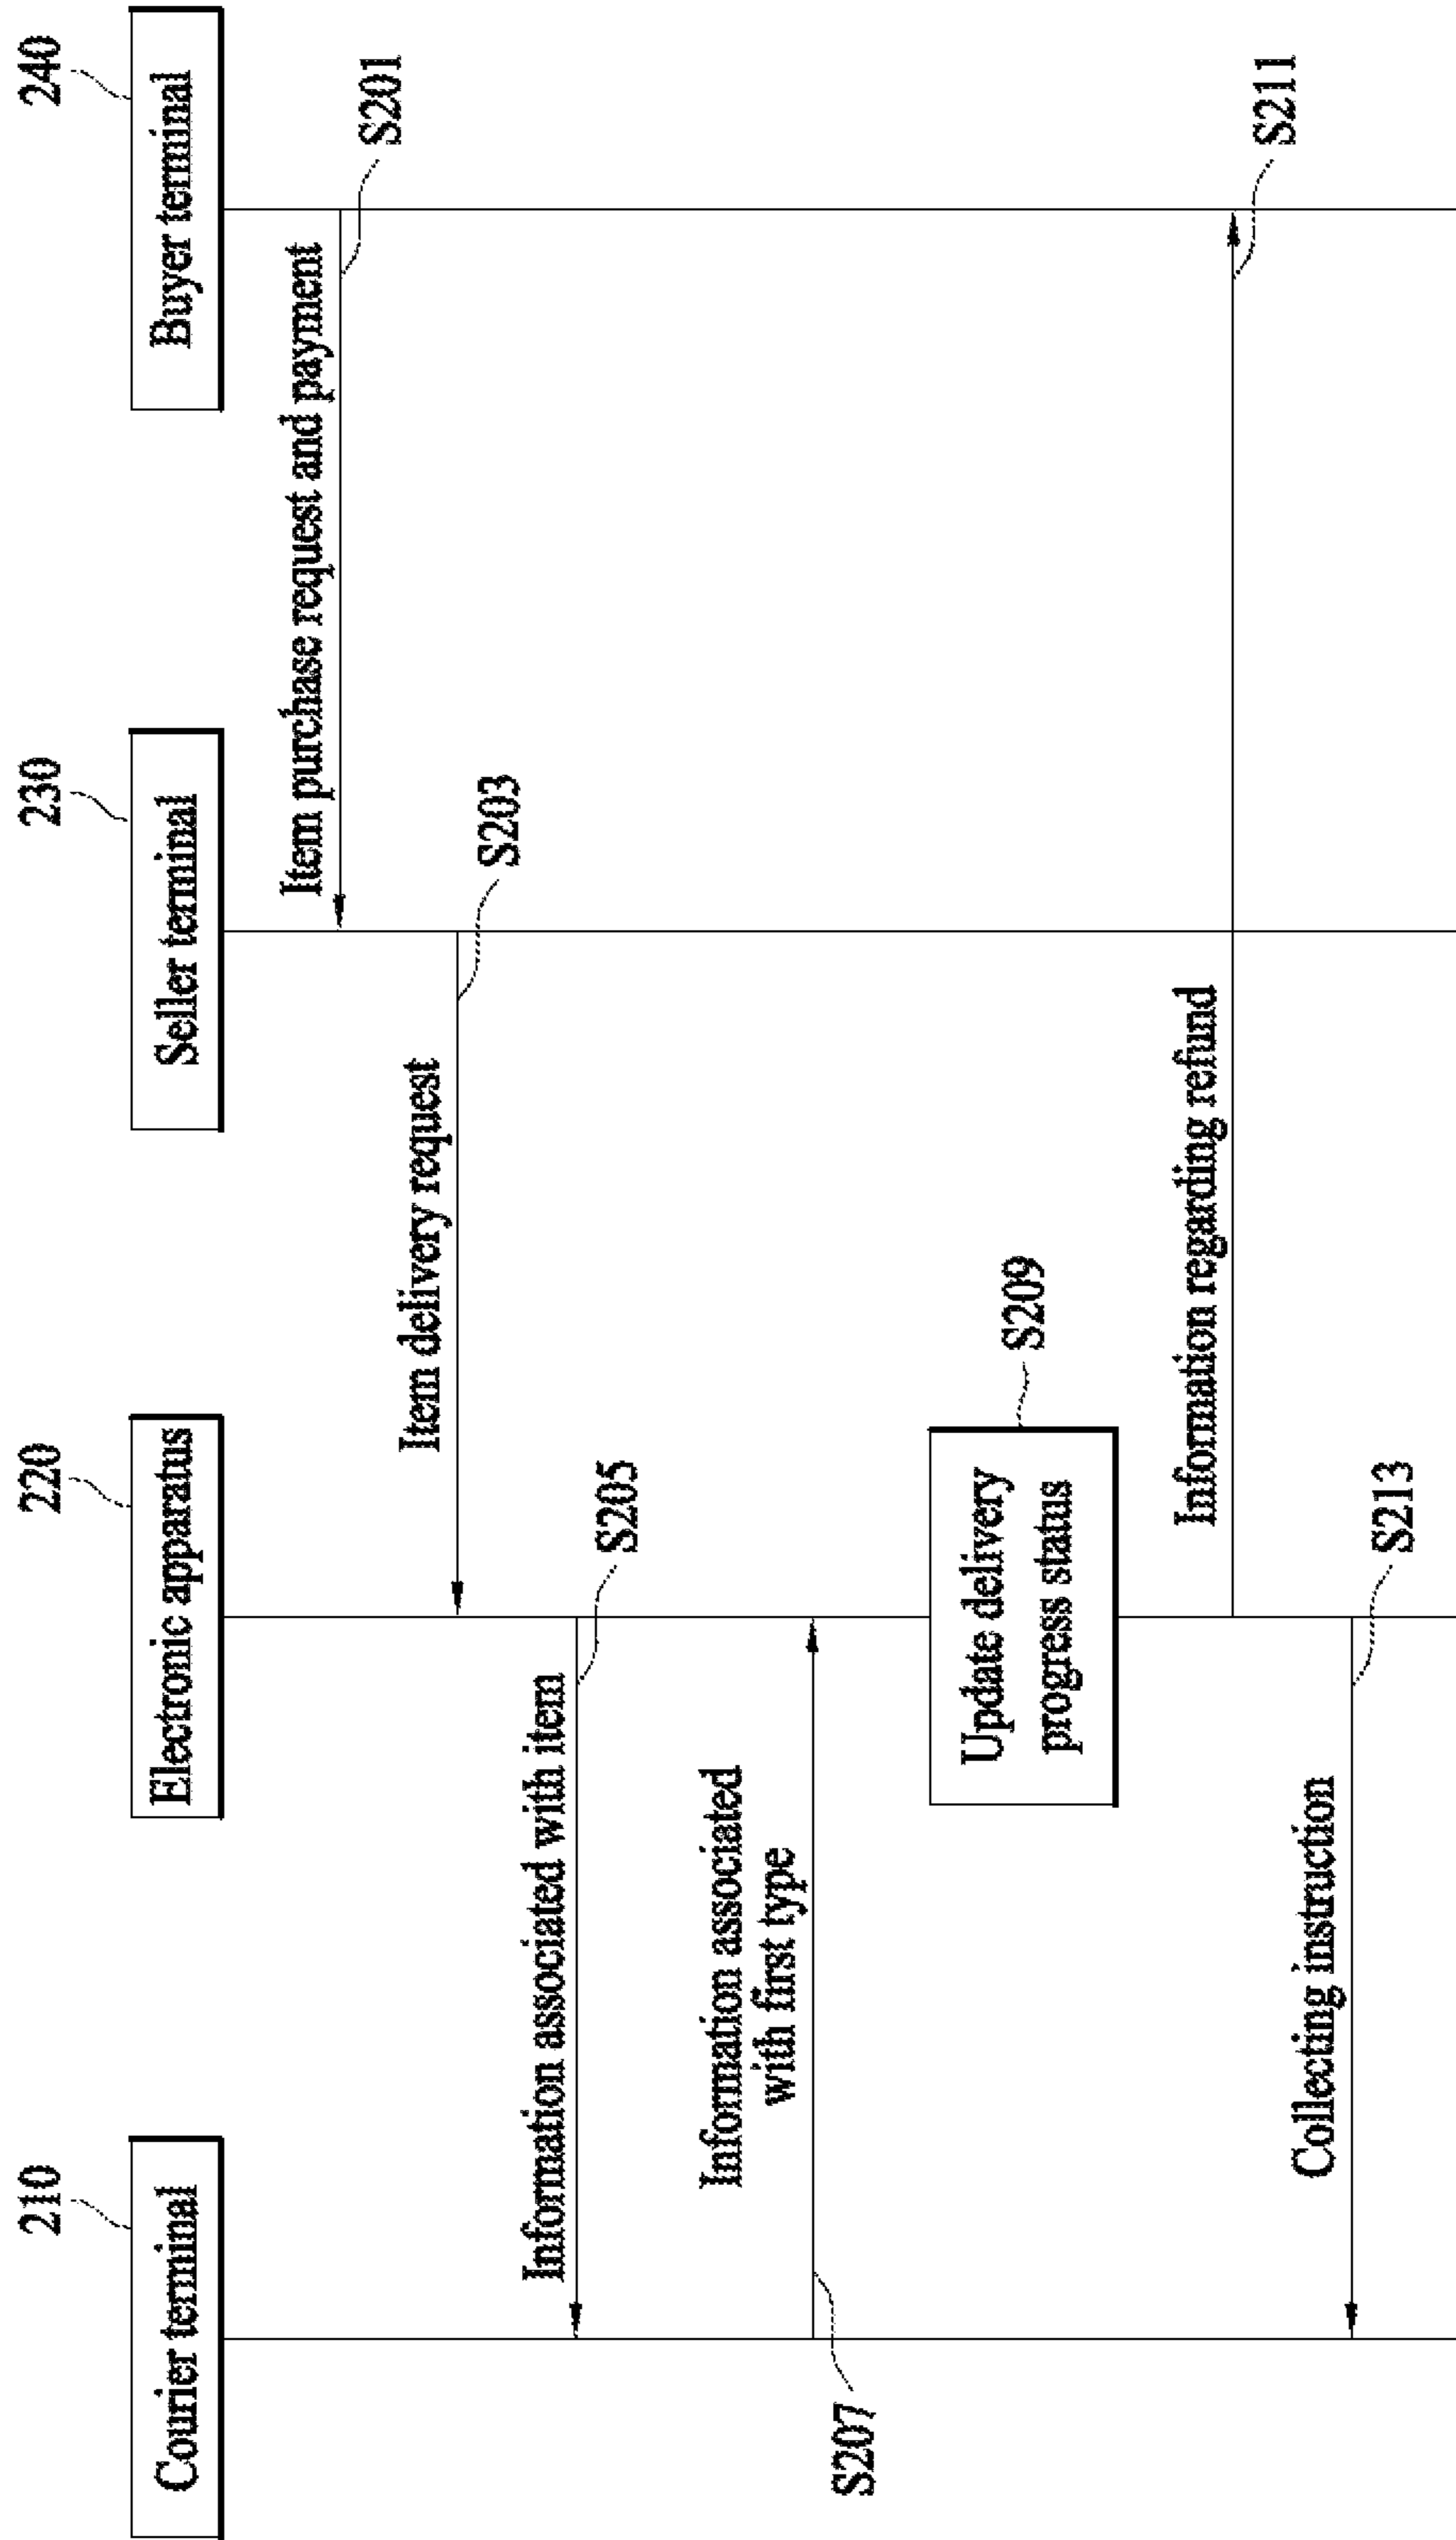 210
220
230
240
Courier terminal
Electronic apparatus
Seller terminal
Buyer terminal
Item purchase request and payment
S201
Item delivery request
S203
Information associated with item
S205
Information associated
with first type
S207
Update delivery
progress status
S209
Information regarding refund
S211
Collecting instruction
S213